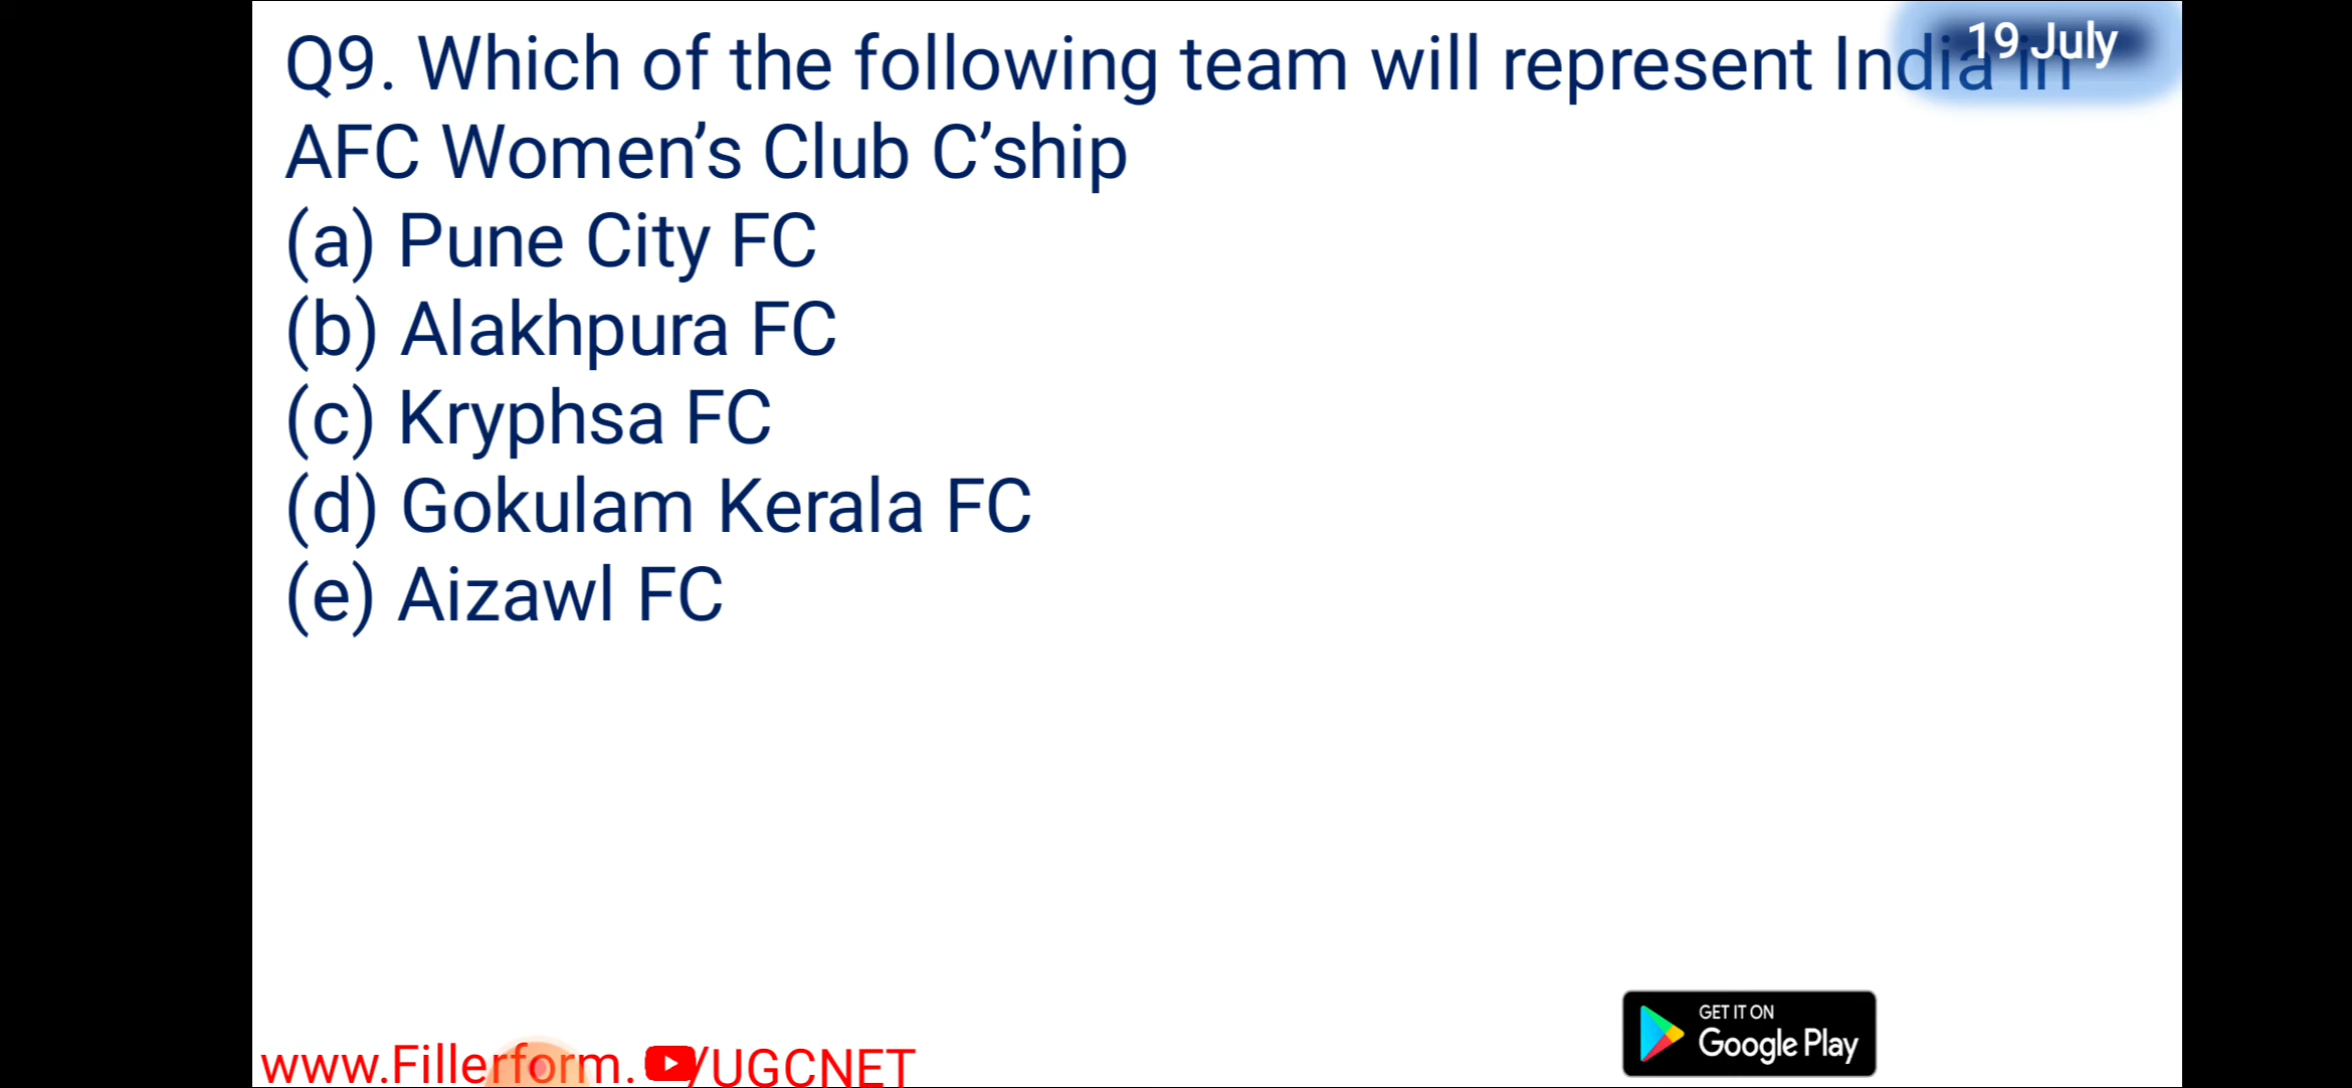 Q9. Which of the following team will represent India in
19 July
AFC Women’s Club C’ship
(a) Pune City FC
(b) Alakhpura FC
(c) Kryphsa FC
(d) Gokulam Kerala FC
(e) Aizawl FC
GET IT ON
Google Play
www.Fillerform. /UGCNET